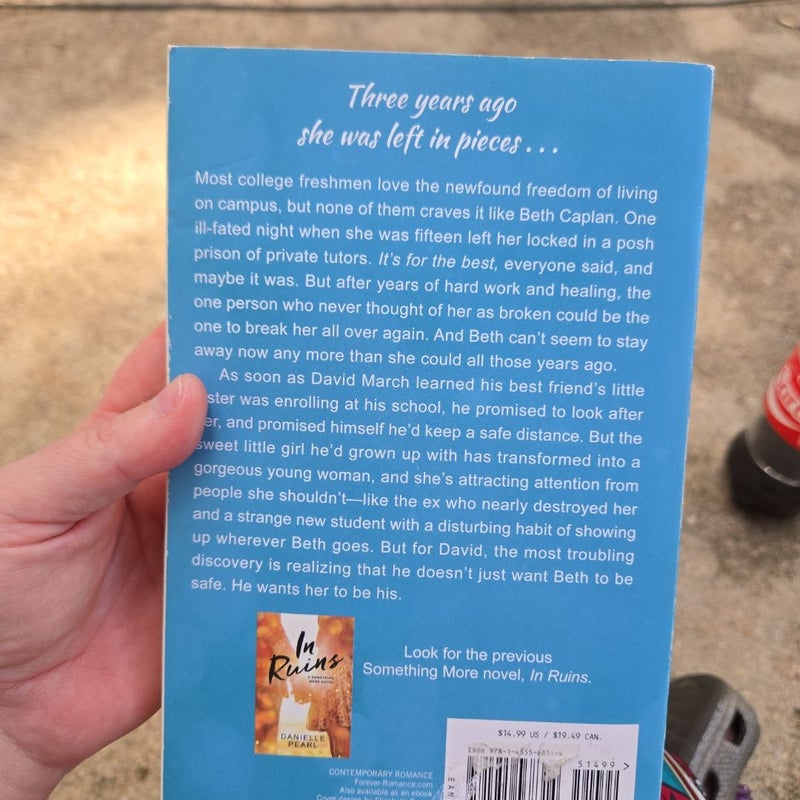 Three years ago
she was left in pieces . . .
Most college freshmen love the newfound freedom of living
on campus, but none of them craves it like Beth Caplan. One
ill-fated night when she was fifteen left her locked in a posh
prison of private tutors. It's for the best, everyone said, and
maybe it was. But after years of hard work and healing, the
one person who never thought of her as broken could be the
one to break her all over again. And Beth can't seem to stay
away now any more than she could all those years ago.
As soon as David March learned his best friend's little
ster was enrolling at his school, he promised to look after
er, and promised himself he'd keep a safe distance. But the
sweet little girl he'd grown up with has transformed into a
gorgeous young woman, and she's attracting attention from
people she shouldn't—like the ex who nearly destroyed her
and a strange new student with a disturbing habit of showing
up wherever Beth goes. But for David, the most troubling
discovery is realizing that he doesn't just want Beth to be
safe. He wants her to be his.
In
Ruins
A SOMETHING
MORE NOVEL
DANIELLE
PEARL
Look for the previous
Something More novel, In Ruins.
$14.99 US / $19.49 CAN.
ISBN 978-1-4555-
51499 >
EAN
CONTEMPORARY ROMANCE
Forever-Romance.com
Also available as an ebook
Cover design by